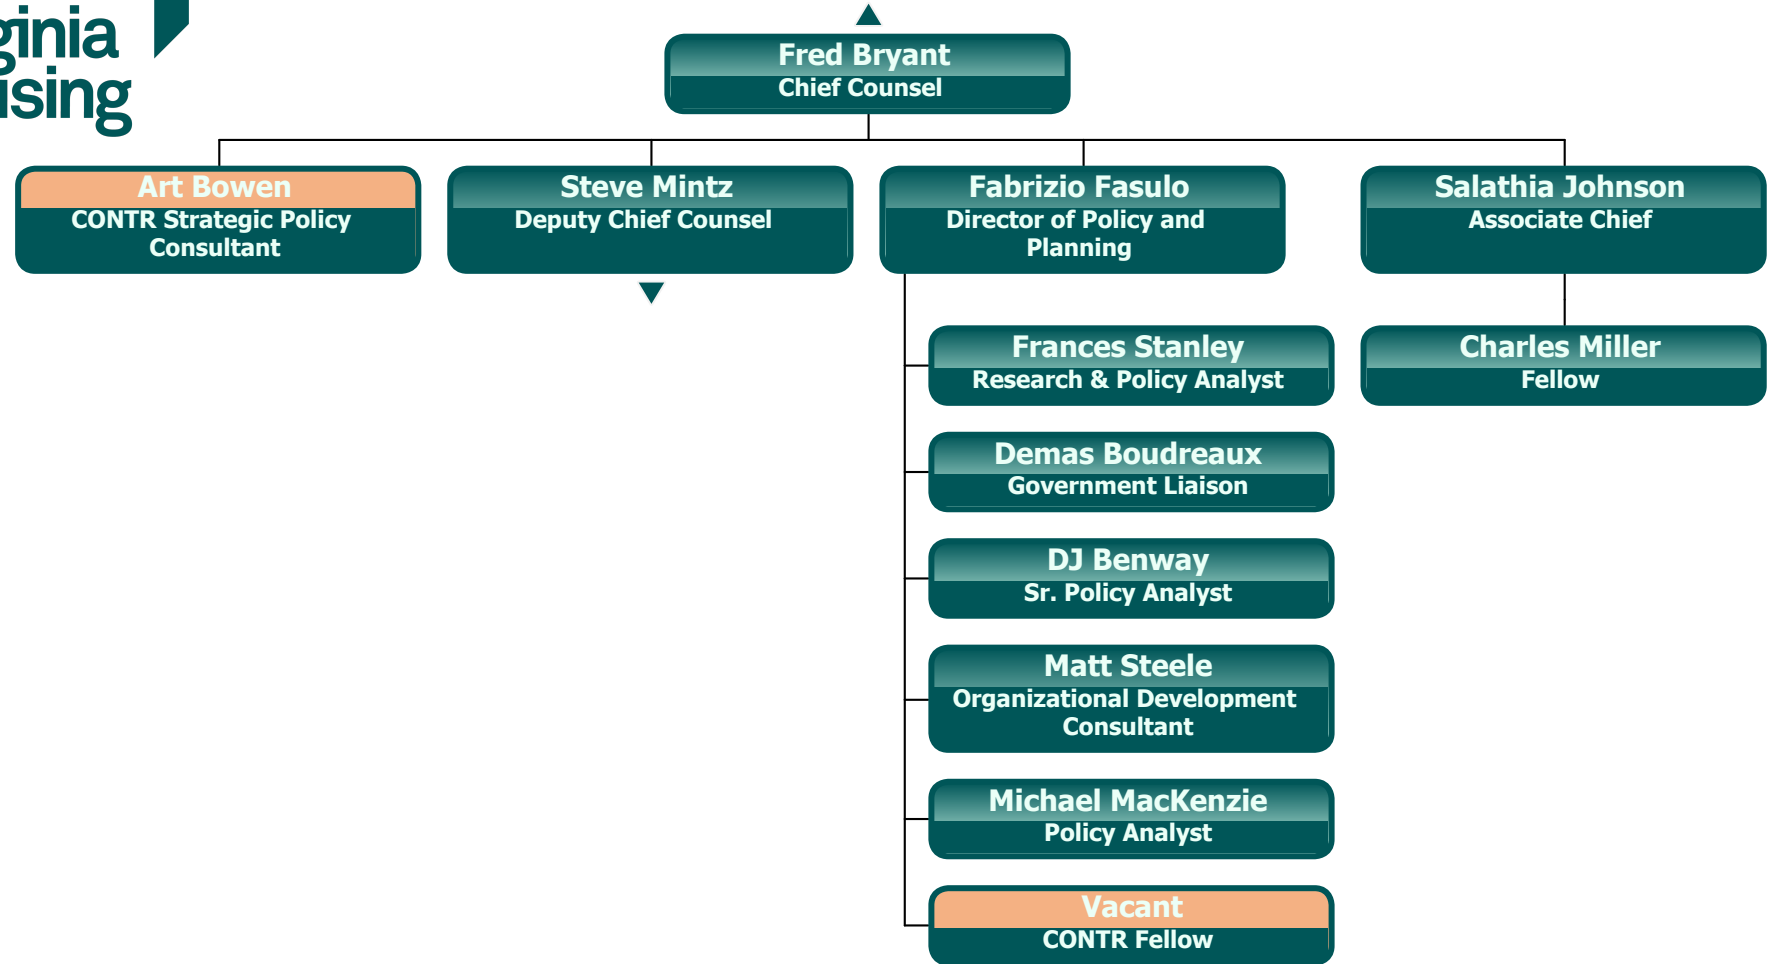 ginia
ising
Fred Bryant
Chief Counsel
Art Bowen
CONTR Strategic Policy
Consultant
Steve Mintz
Deputy Chief Counsel
Fabrizio Fasulo
Director of Policy and
Planning
Salathia Johnson
Associate Chief
Frances Stanley
Research & Policy Analyst
Charles Miller
Fellow
Demas Boudreaux
Government Liaison
DJ Benway
Sr. Policy Analyst
Matt Steele
Organizational Development
Consultant
Michael MacKenzie
Policy Analyst
Vacant
CONTR Fellow